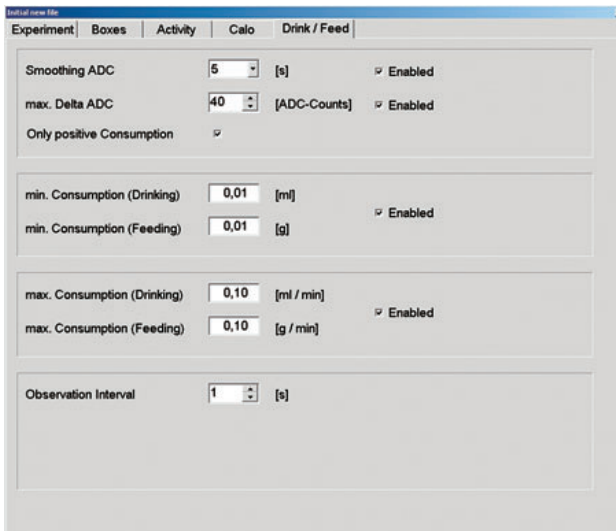 Initial new file
Experiment Boxes Activity Calo Drink / Feed
Smoothing ADC 5 [s] Enabled
max. Delta ADC 40 [ADC-Counts] Enabled
Only positive Consumption
min. Consumption (Drinking) 0,01 [ml]
Enabled
min. Consumption (Feeding) 0,01 [g]
max. Consumption (Drinking) 0,10 [ml / min]
Enabled
max. Consumption (Feeding) 0,10 [g / min]
Observation Interval 1 [s]